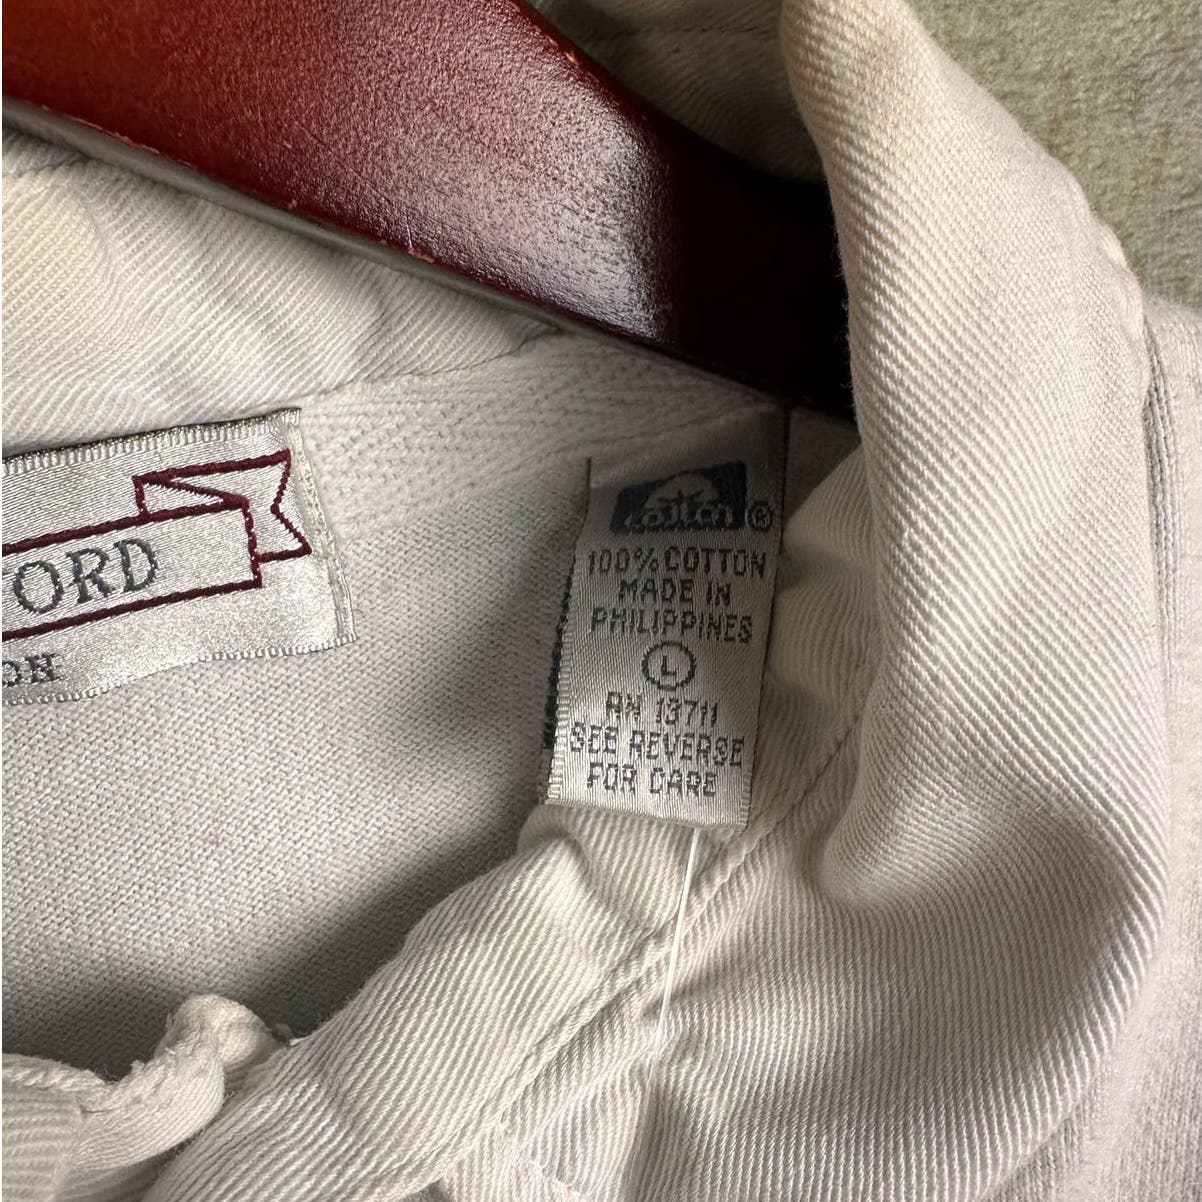 ORD
ON
cotton ®
100% COTTON
MADE IN
PHILIPPINES
L
RN 13711
SEE REVERSE
FOR CARE